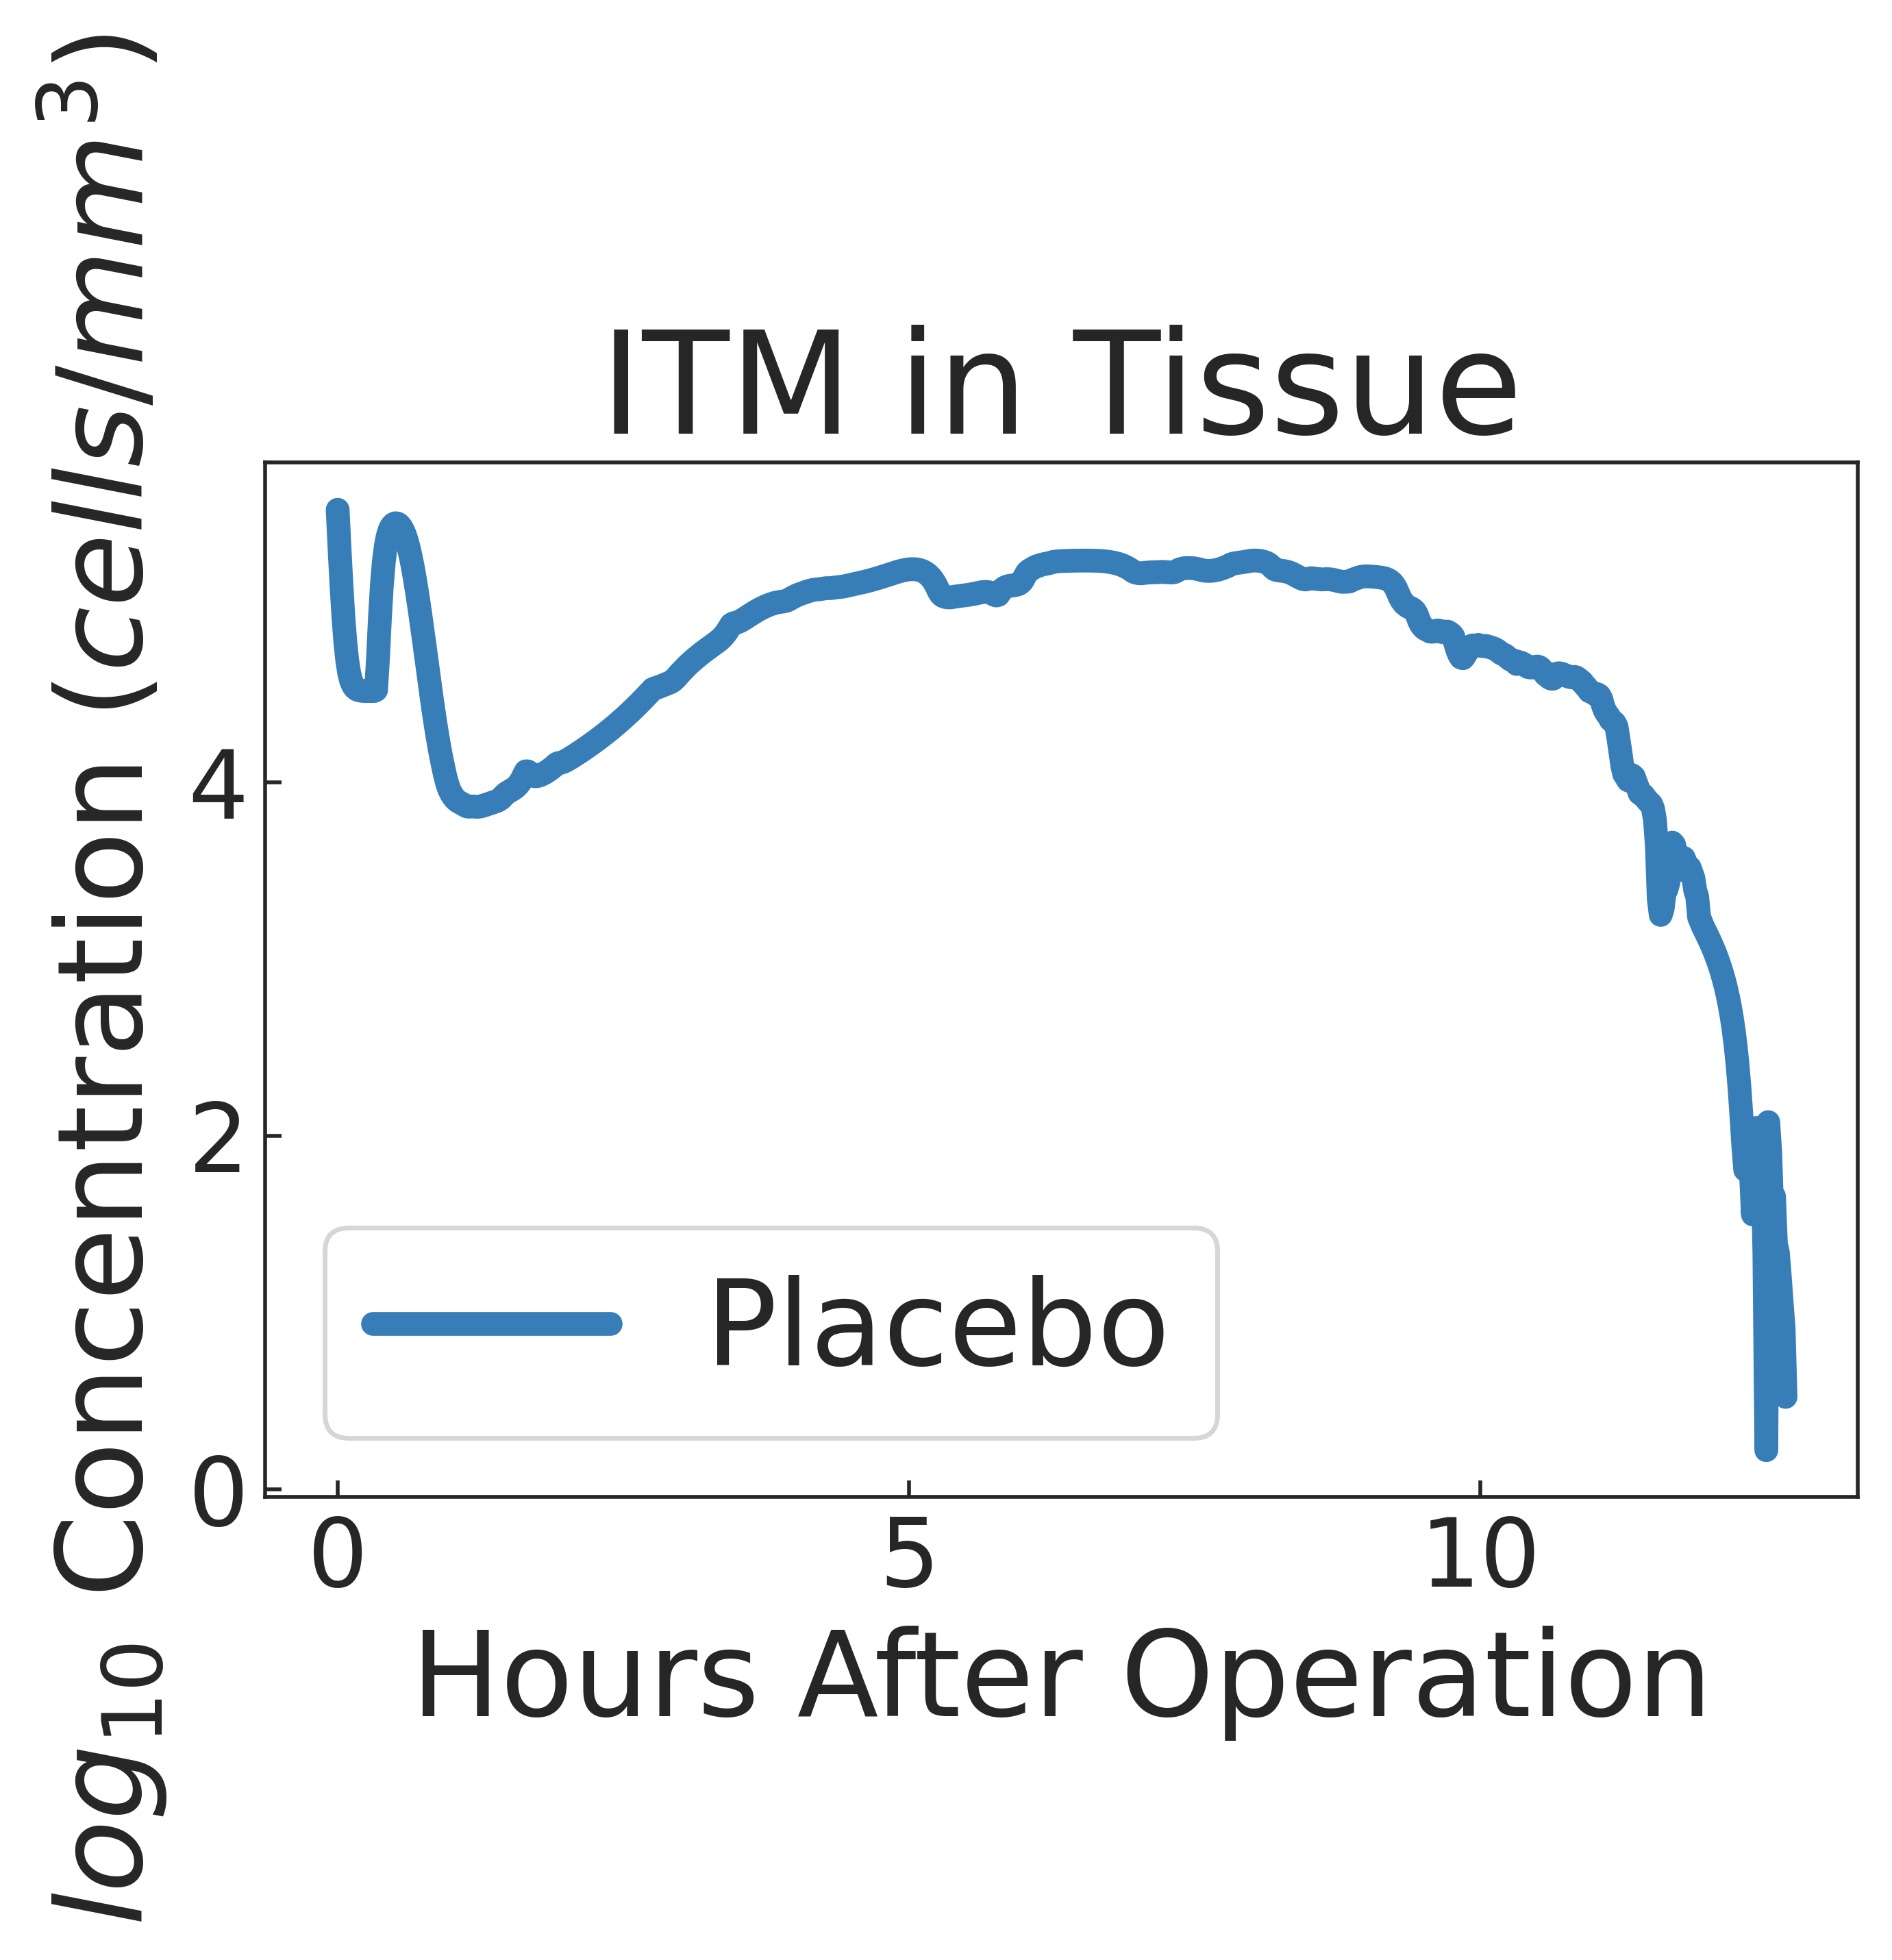 ITM in Tissue
log₁₀ Concentration (cells/mm³)
4
2
0
Placebo
0 5 10
Hours After Operation